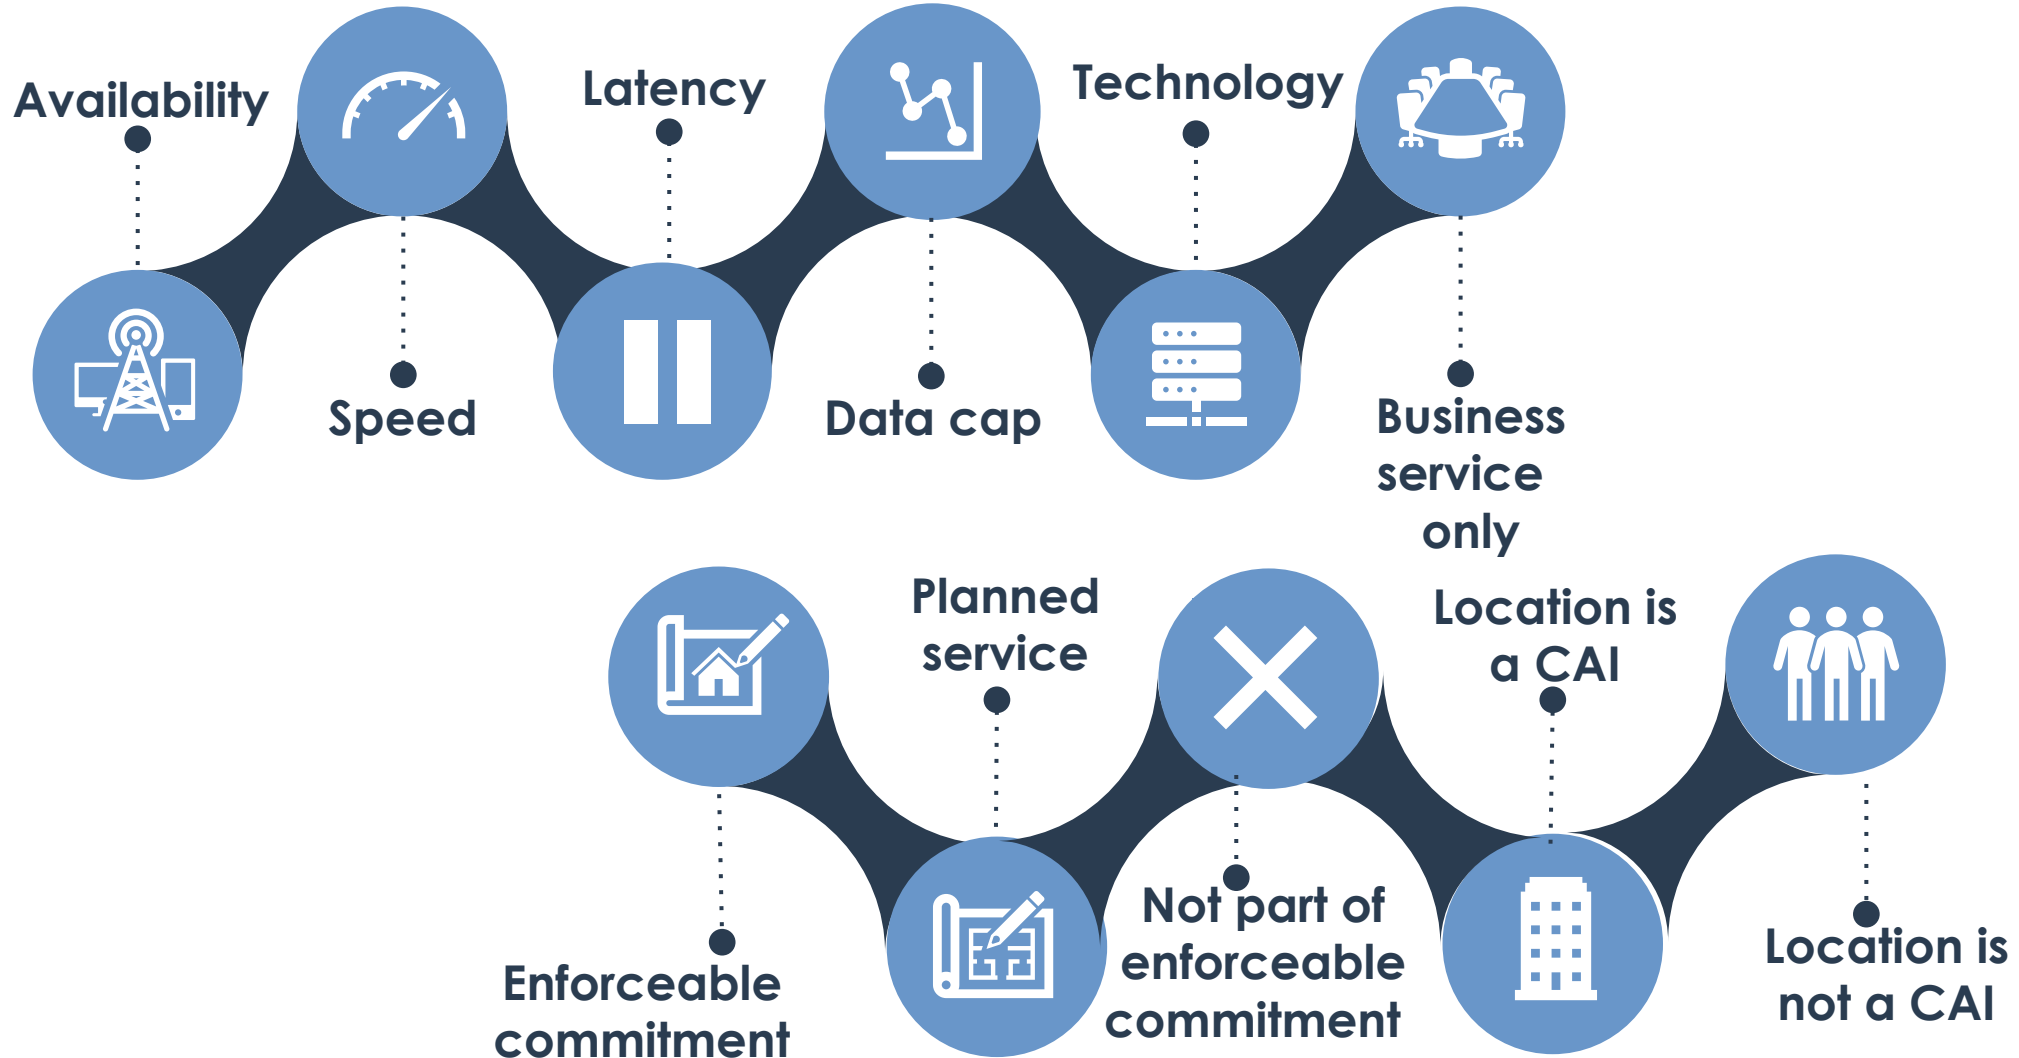 Availability
Speed
Latency
Data cap
Technology
Business
service
only
Enforceable
commitment
Planned
service
Not part of
enforceable
commitment
Location is
a CAI
Location is
not a CAI